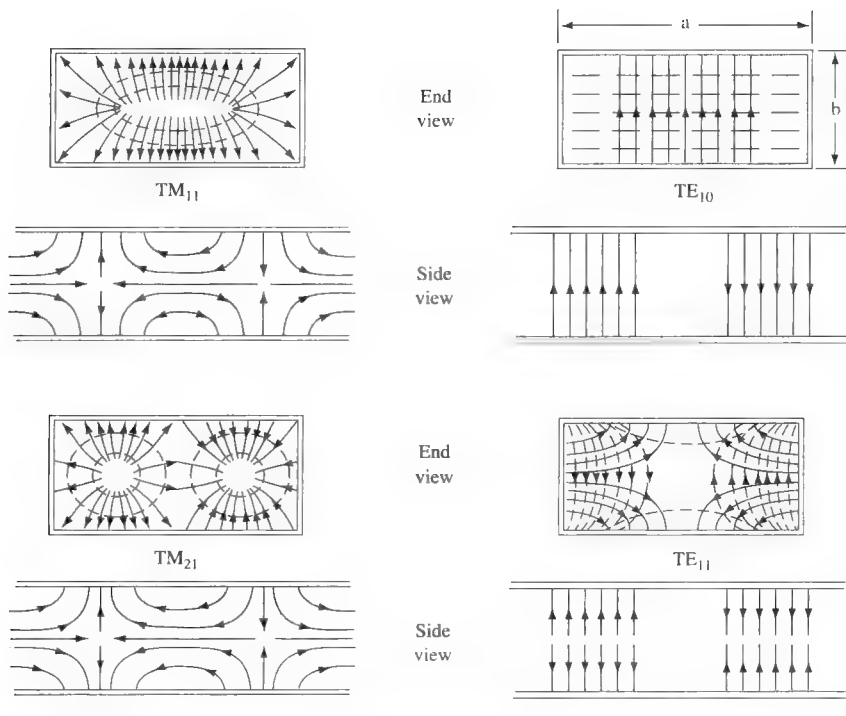 a
End
view
b
TM₁₁
TE₁₀
Side
view
End
view
TM₂₁
TE₁₁
Side
view